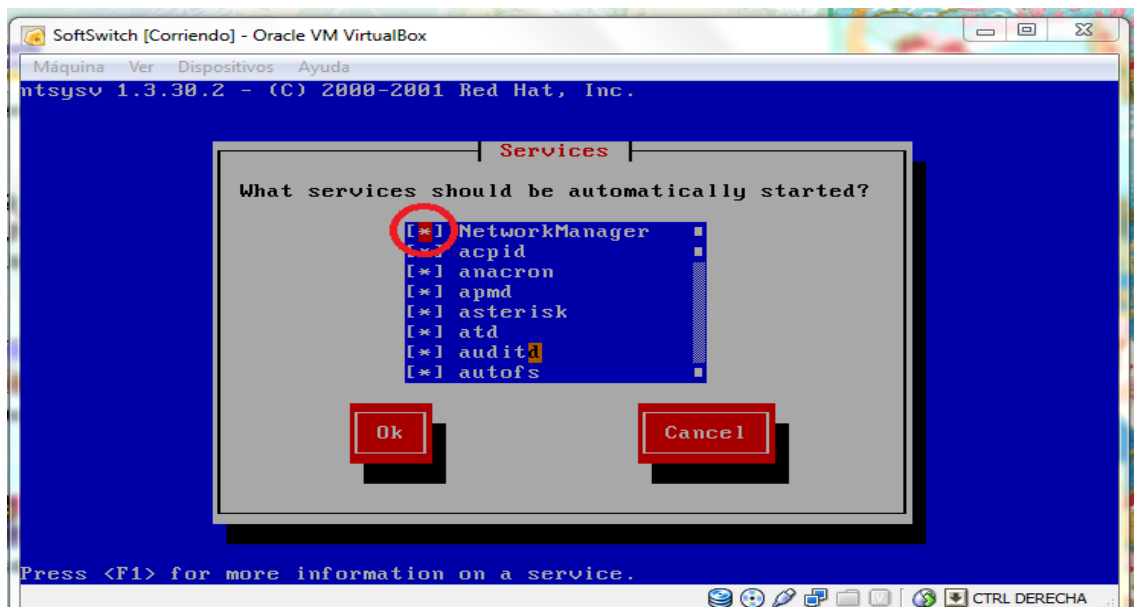 SoftSwitch [Corriendo] - Oracle VM VirtualBox
Máquina Ver Dispositivos Ayuda
ntsysv 1.3.30.2 - (C) 2000-2001 Red Hat, Inc.
Services
What services should be automatically started?
[*] NetworkManager
[*] acpid
[*] anacron
[*] apmd
[*] asterisk
[*] atd
[*] auditd
[*] autofs
Ok Cancel
Press <F1> for more information on a service.
CTRL DERECHA